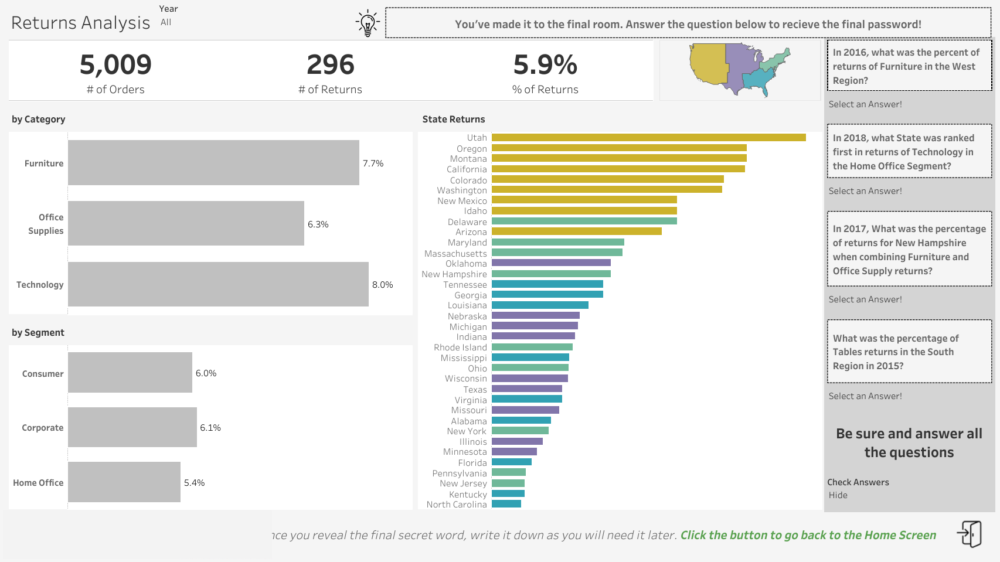 Returns Analysis
Year
All
You’ve made it to the final room. Answer the question below to recieve the final password!
5,009
# of Orders
296
# of Returns
5.9%
% of Returns
by Category
Furniture
7.7%
Office
Supplies
6.3%
Technology
8.0%
by Segment
Consumer
6.0%
Corporate
6.1%
Home Office
5.4%
State Returns
Utah
Oregon
Montana
California
Colorado
Washington
New Mexico
Idaho
Delaware
Arizona
Maryland
Massachusetts
Oklahoma
New Hampshire
Tennessee
Georgia
Louisiana
Nebraska
Michigan
Indiana
Rhode Island
Mississippi
Ohio
Wisconsin
Texas
Virginia
Missouri
Alabama
New York
Illinois
Minnesota
Florida
Pennsylvania
New Jersey
Kentucky
North Carolina
In 2016, what was the percent of
returns of Furniture in the West
Region?
Select an Answer!
In 2018, what State was ranked
first in returns of Technology in
the Home Office Segment?
Select an Answer!
In 2017, What was the percentage
of returns for New Hampshire
when combining Furniture and
Office Supply returns?
Select an Answer!
What was the percentage of
Tables returns in the South
Region in 2015?
Select an Answer!
Be sure and answer all
the questions
Check Answers
Hide
you reveal the final secret word, write it down as you will need it later. Click the button to go back to the Home Screen